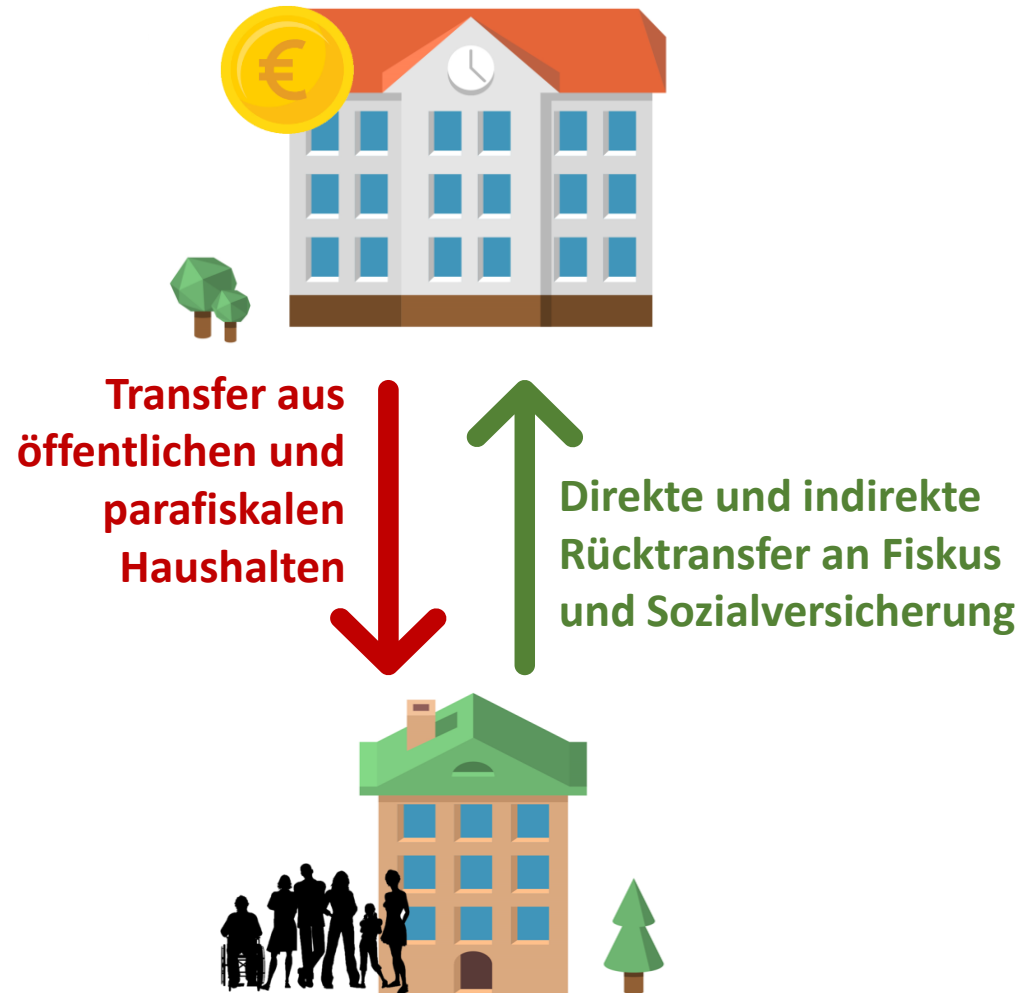 €
Transfer aus
öffentlichen und
parafiskalen
Haushalten
Direkte und indirekte
Rücktransfer an Fiskus
und Sozialversicherung